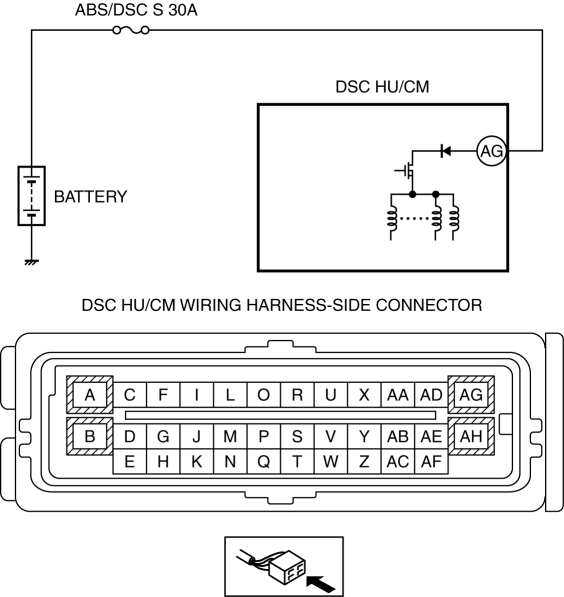 ABS/DSC S 30A
DSC HU/CM
AG
BATTERY
DSC HU/CM WIRING HARNESS-SIDE CONNECTOR
A C F I L O R U X AA AD AG
B D G J M P S V Y AB AE AH
E H K N Q T W Z AC AF